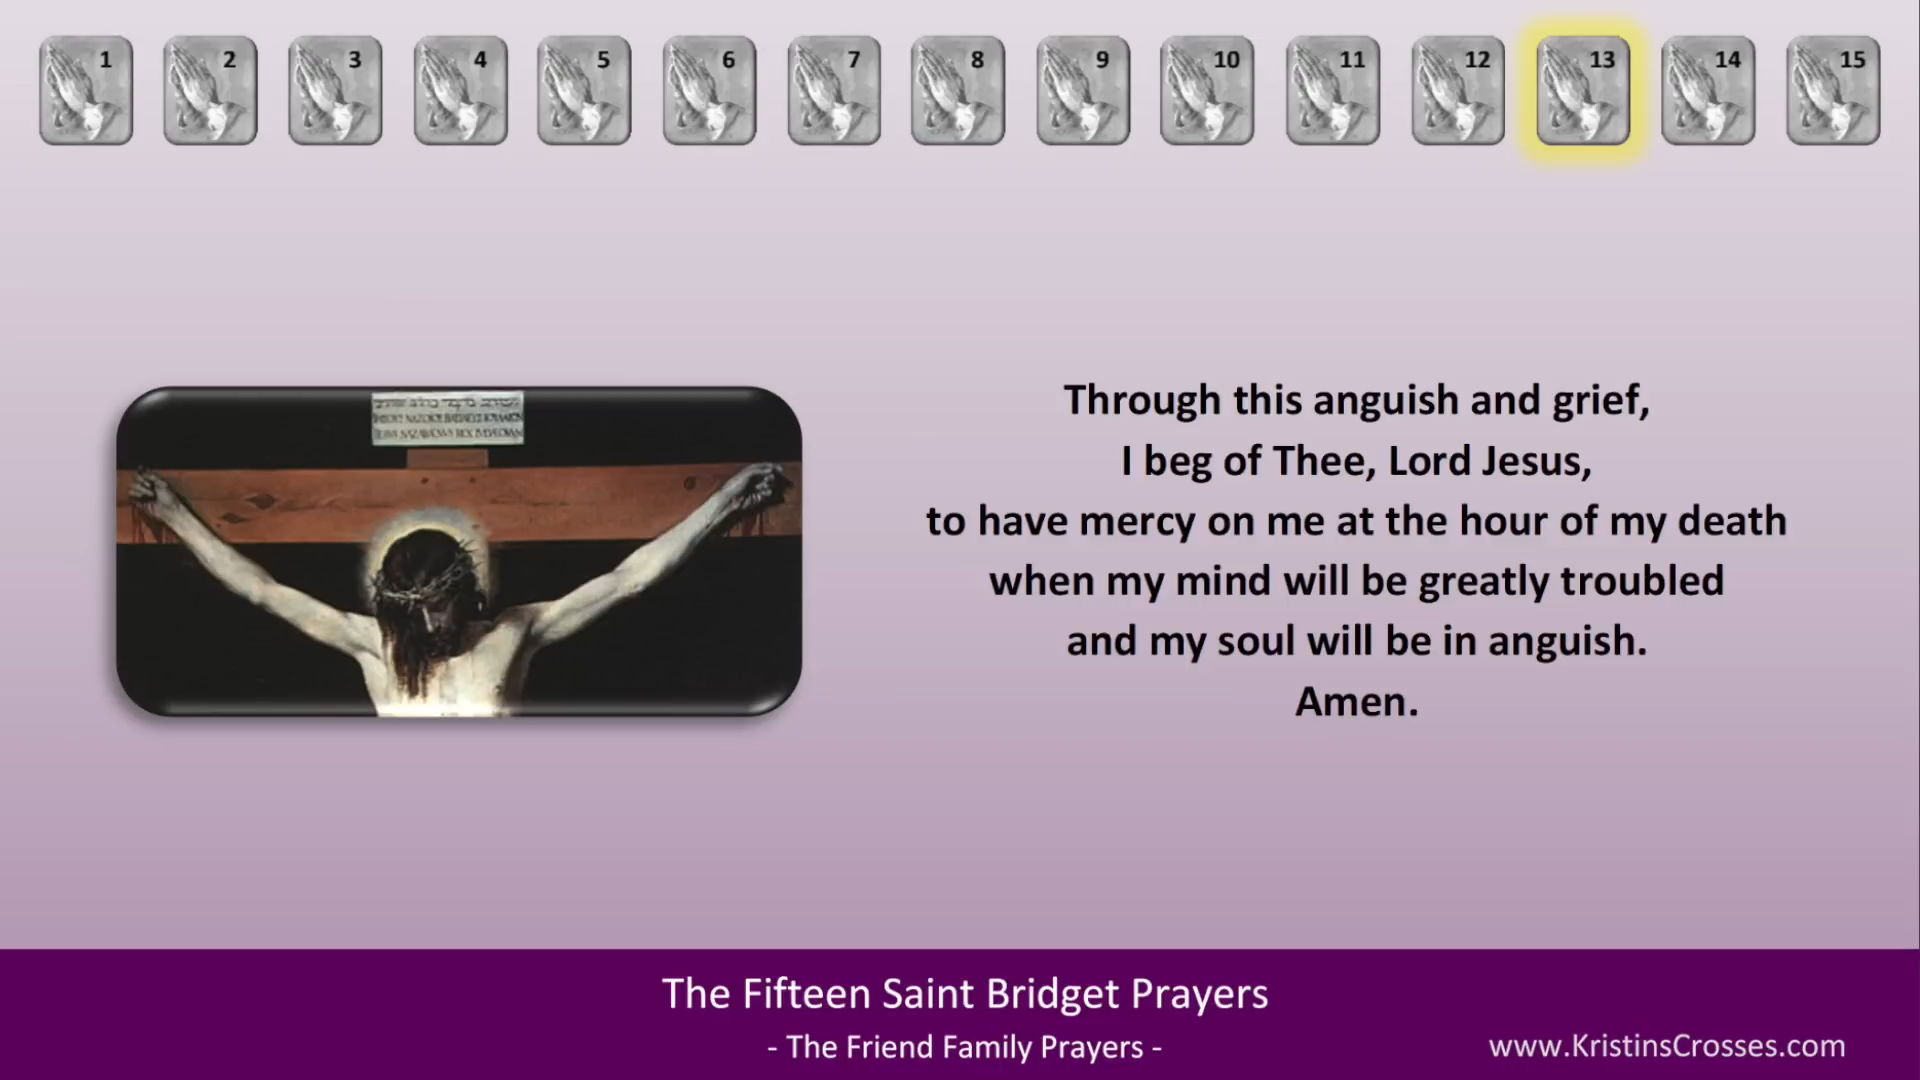 1 2 3 4 5 6 7 8 9 10 11 12 13 14 15
Through this anguish and grief,
I beg of Thee, Lord Jesus,
to have mercy on me at the hour of my death
when my mind will be greatly troubled
and my soul will be in anguish.
Amen.
The Fifteen Saint Bridget Prayers
- The Friend Family Prayers -
www.KristinsCrosses.com